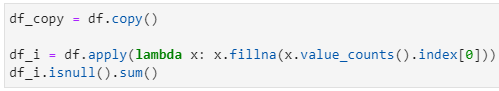 df_copy = df.copy()
df_i = df.apply(lambda x: x.fillna(x.value_counts().index[0]))
df_i.isnull().sum()